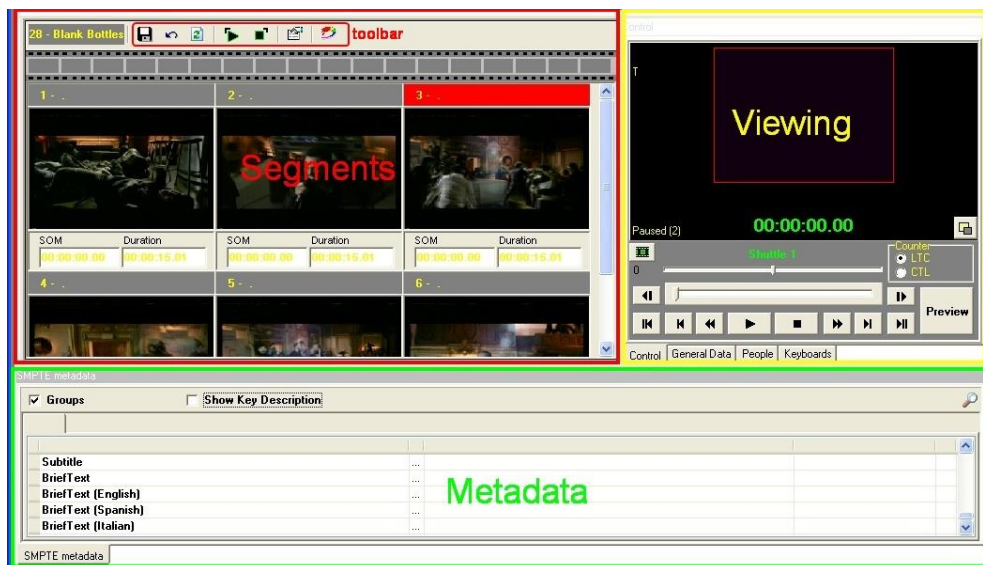 28 - Blank Bottles toolbar
1 - .
2 - .
3 - .
Segments
SOM Duration SOM Duration SOM Duration
00:00:00.00 00:00:15.01 00:00:00.00 00:00:15.01 00:00:00.00 00:00:15.01
4 - .
5 - .
6 - .
control
T
Viewing
Paused (2)
00:00:00.00
Shuttle 1
0
Counter
LTC
CTL
Preview
Control General Data People Keyboards
SMPTE metadata
Groups Show Key Description
Subtitle ...
BriefText ...
BriefText (English) ...
BriefText (Spanish) ...
BriefText (Italian) ...
Metadata
SMPTE metadata